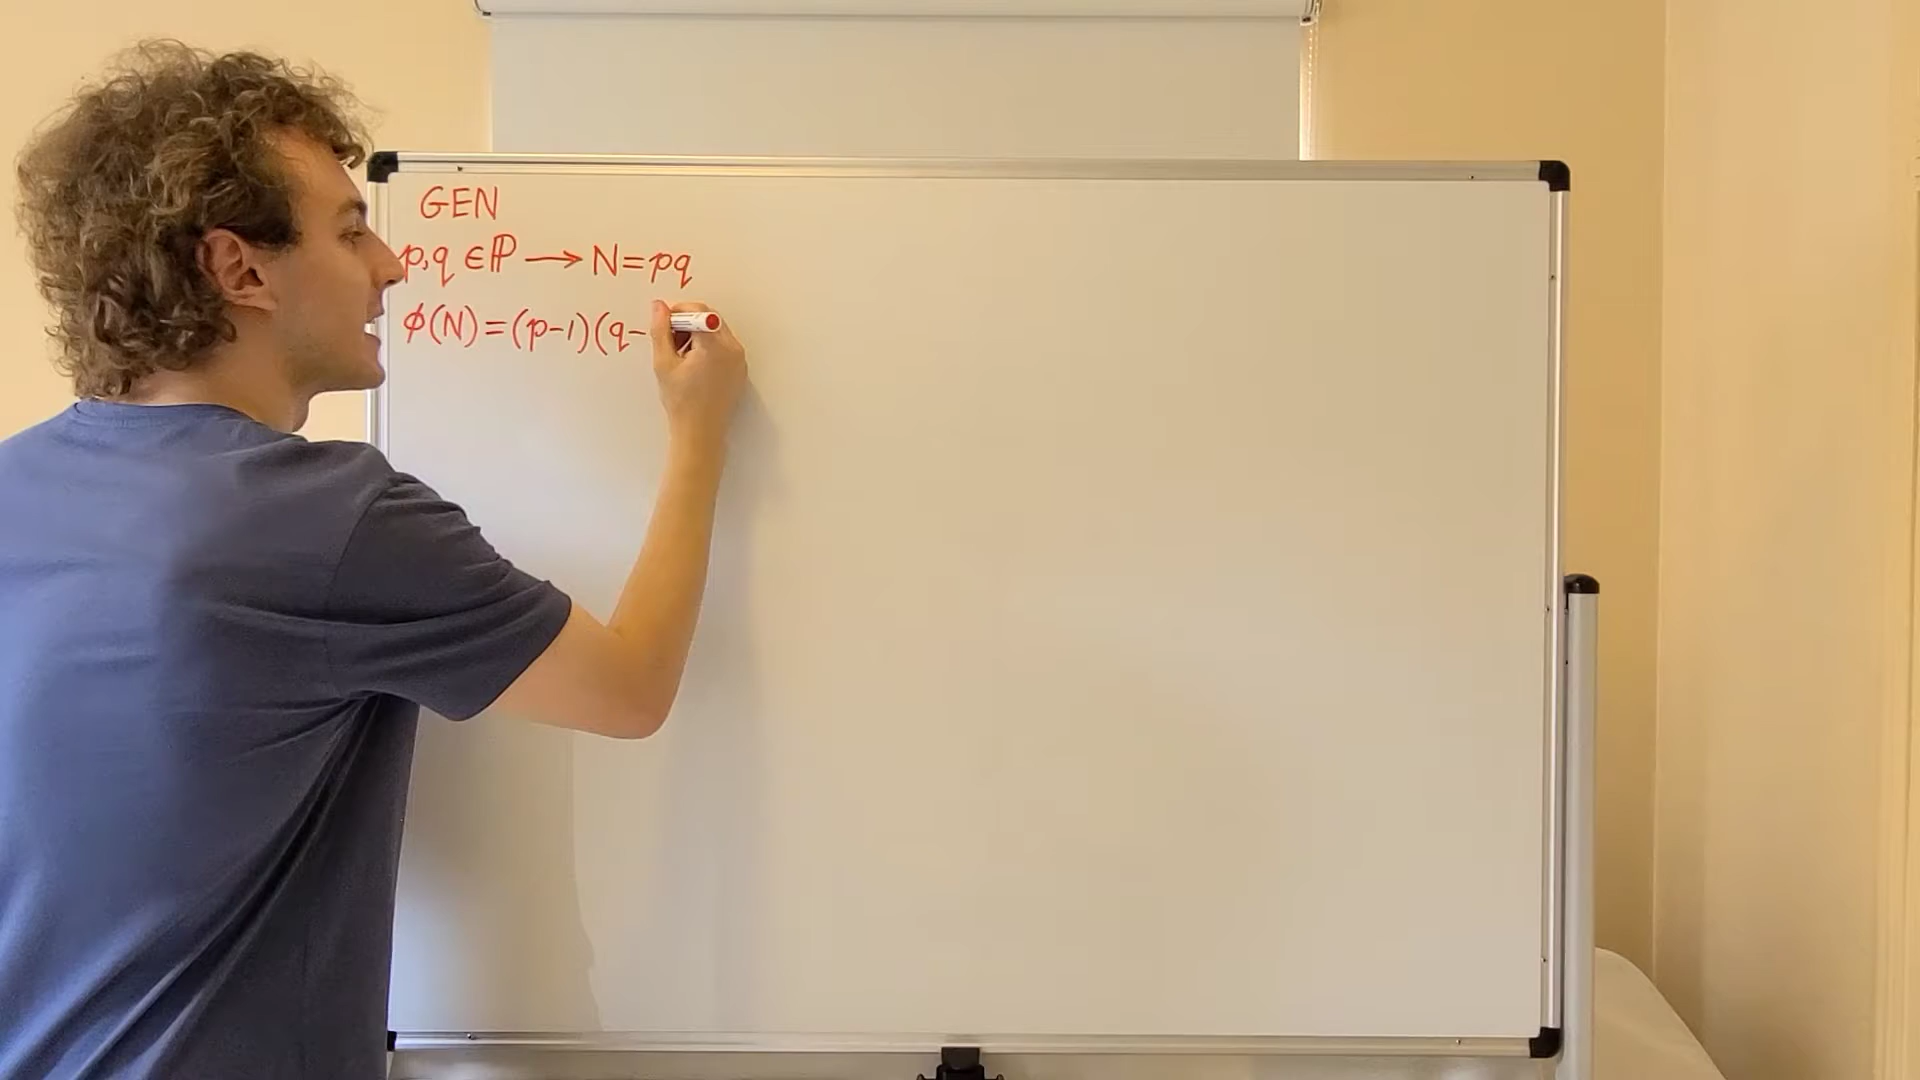 GEN
p,q ∈ ℙ → N=pq
ϕ(N)=(p-1)(q-